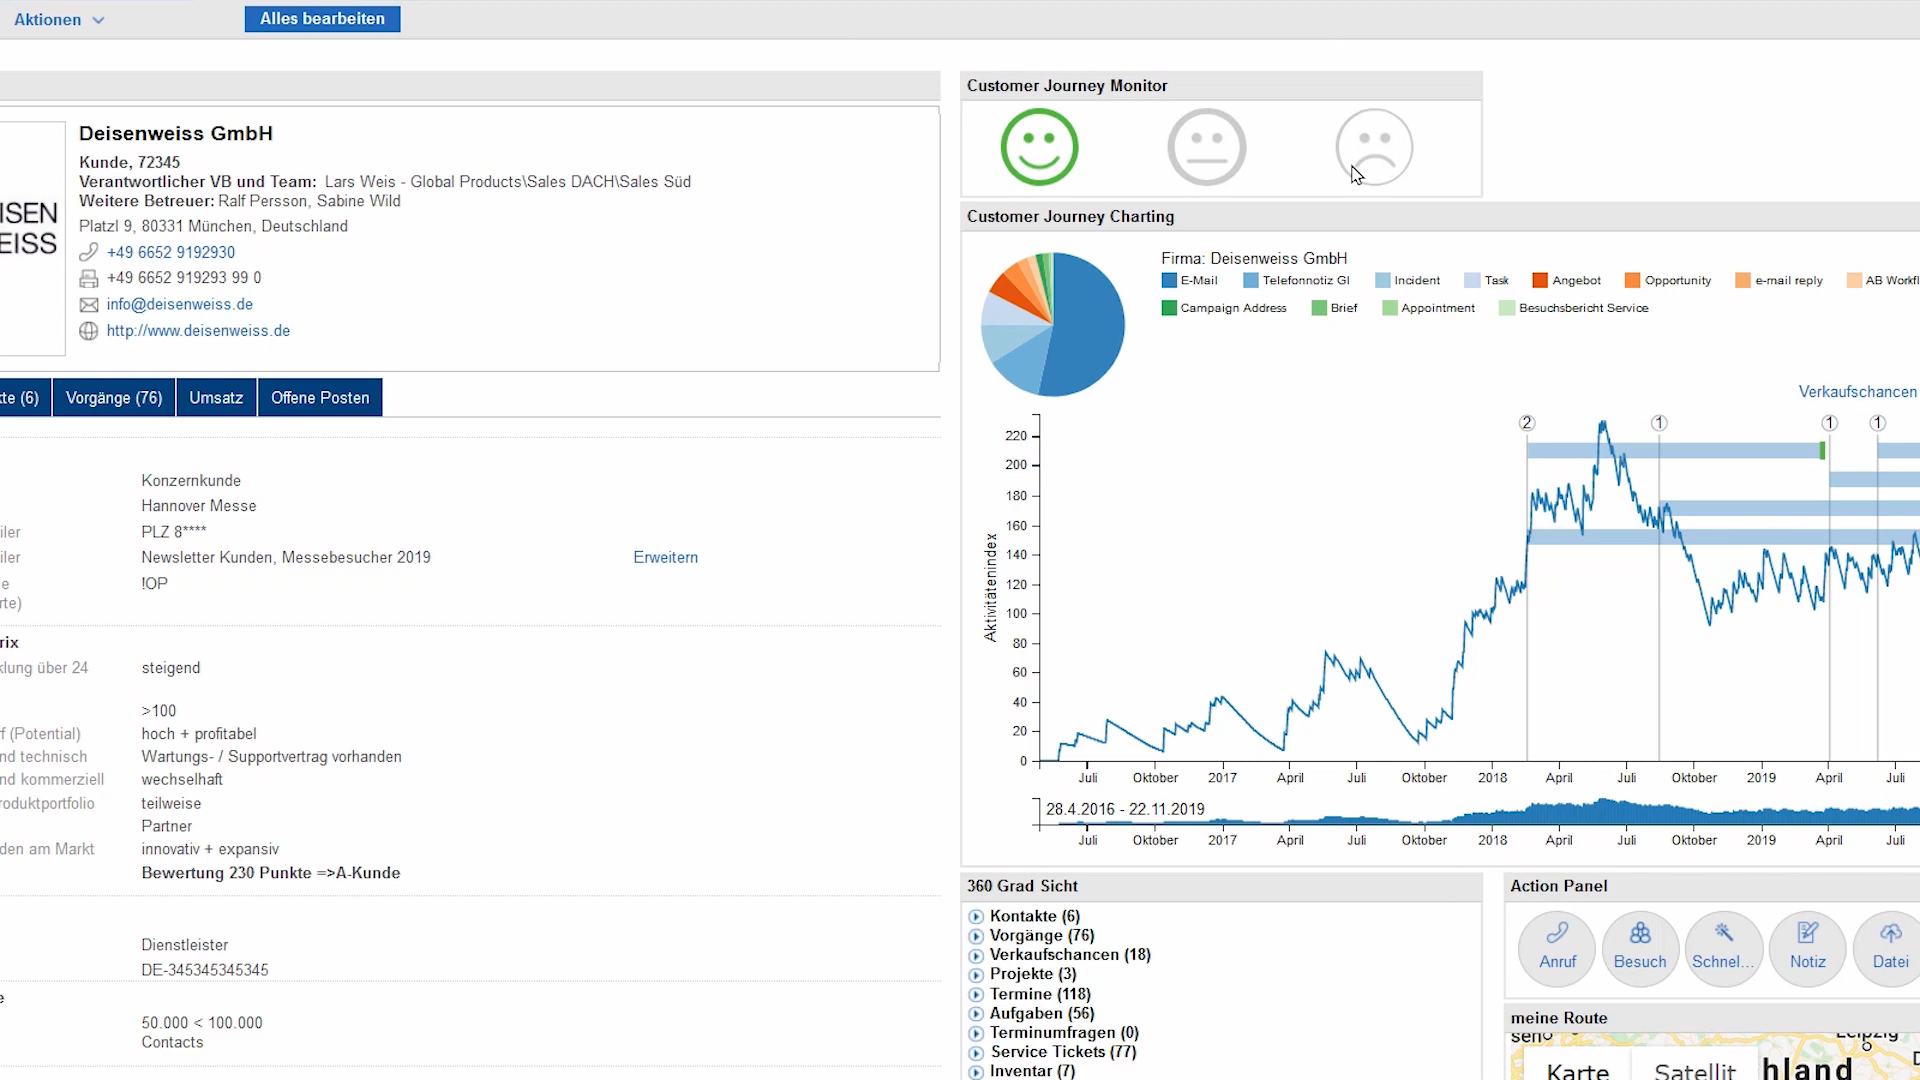 Aktionen
Alles bearbeiten
Customer Journey Monitor
ISEN
EISS
Deisenweiss GmbH
Kunde, 72345
Verantwortlicher VB und Team: Lars Weis - Global Products\Sales DACH\Sales Süd
Weitere Betreuer: Ralf Persson, Sabine Wild
Platzl 9, 80331 München, Deutschland
+49 6652 9192930
+49 6652 919293 99 0
info@deisenweiss.de
http://www.deisenweiss.de
kte (6)
Vorgänge (76)
Umsatz
Offene Posten
Konzernkunde
Hannover Messe
iler
PLZ 8****
iler
Newsletter Kunden, Messebesucher 2019
Erweitern
e
!OP
rte)
rix
klung über 24
steigend
>100
f (Potential)
hoch + profitabel
nd technisch
Wartungs- / Supportvertrag vorhanden
nd kommerziell
wechselhaft
roduktportfolio
teilweise
Partner
den am Markt
innovativ + expansiv
Bewertung 230 Punkte =>A-Kunde
Dienstleister
DE-345345345345
e
50.000 < 100.000
Contacts
Customer Journey Charting
Firma: Deisenweiss GmbH
E-Mail
Telefonnotiz GI
Incident
Task
Angebot
Opportunity
e-mail reply
AB Workfl
Campaign Address
Brief
Appointment
Besuchsbericht Service
Verkaufschancen
2
1
1
1
Aktivitätenindex
220
200
180
160
140
120
100
80
60
40
20
0
Juli
Oktober
2017
April
Juli
Oktober
2018
April
Juli
Oktober
2019
April
Juli
28.4.2016 - 22.11.2019
Juli
Oktober
2017
April
Juli
Oktober
2018
April
Juli
Oktober
2019
April
Juli
360 Grad Sicht
Kontakte (6)
Vorgänge (76)
Verkaufschancen (18)
Projekte (3)
Termine (118)
Aufgaben (56)
Terminumfragen (0)
Service Tickets (77)
Inventar (7)
Action Panel
Anruf
Besuch
Schnel...
Notiz
Datei
meine Route
Leipzig
Karte
Satellit
hland